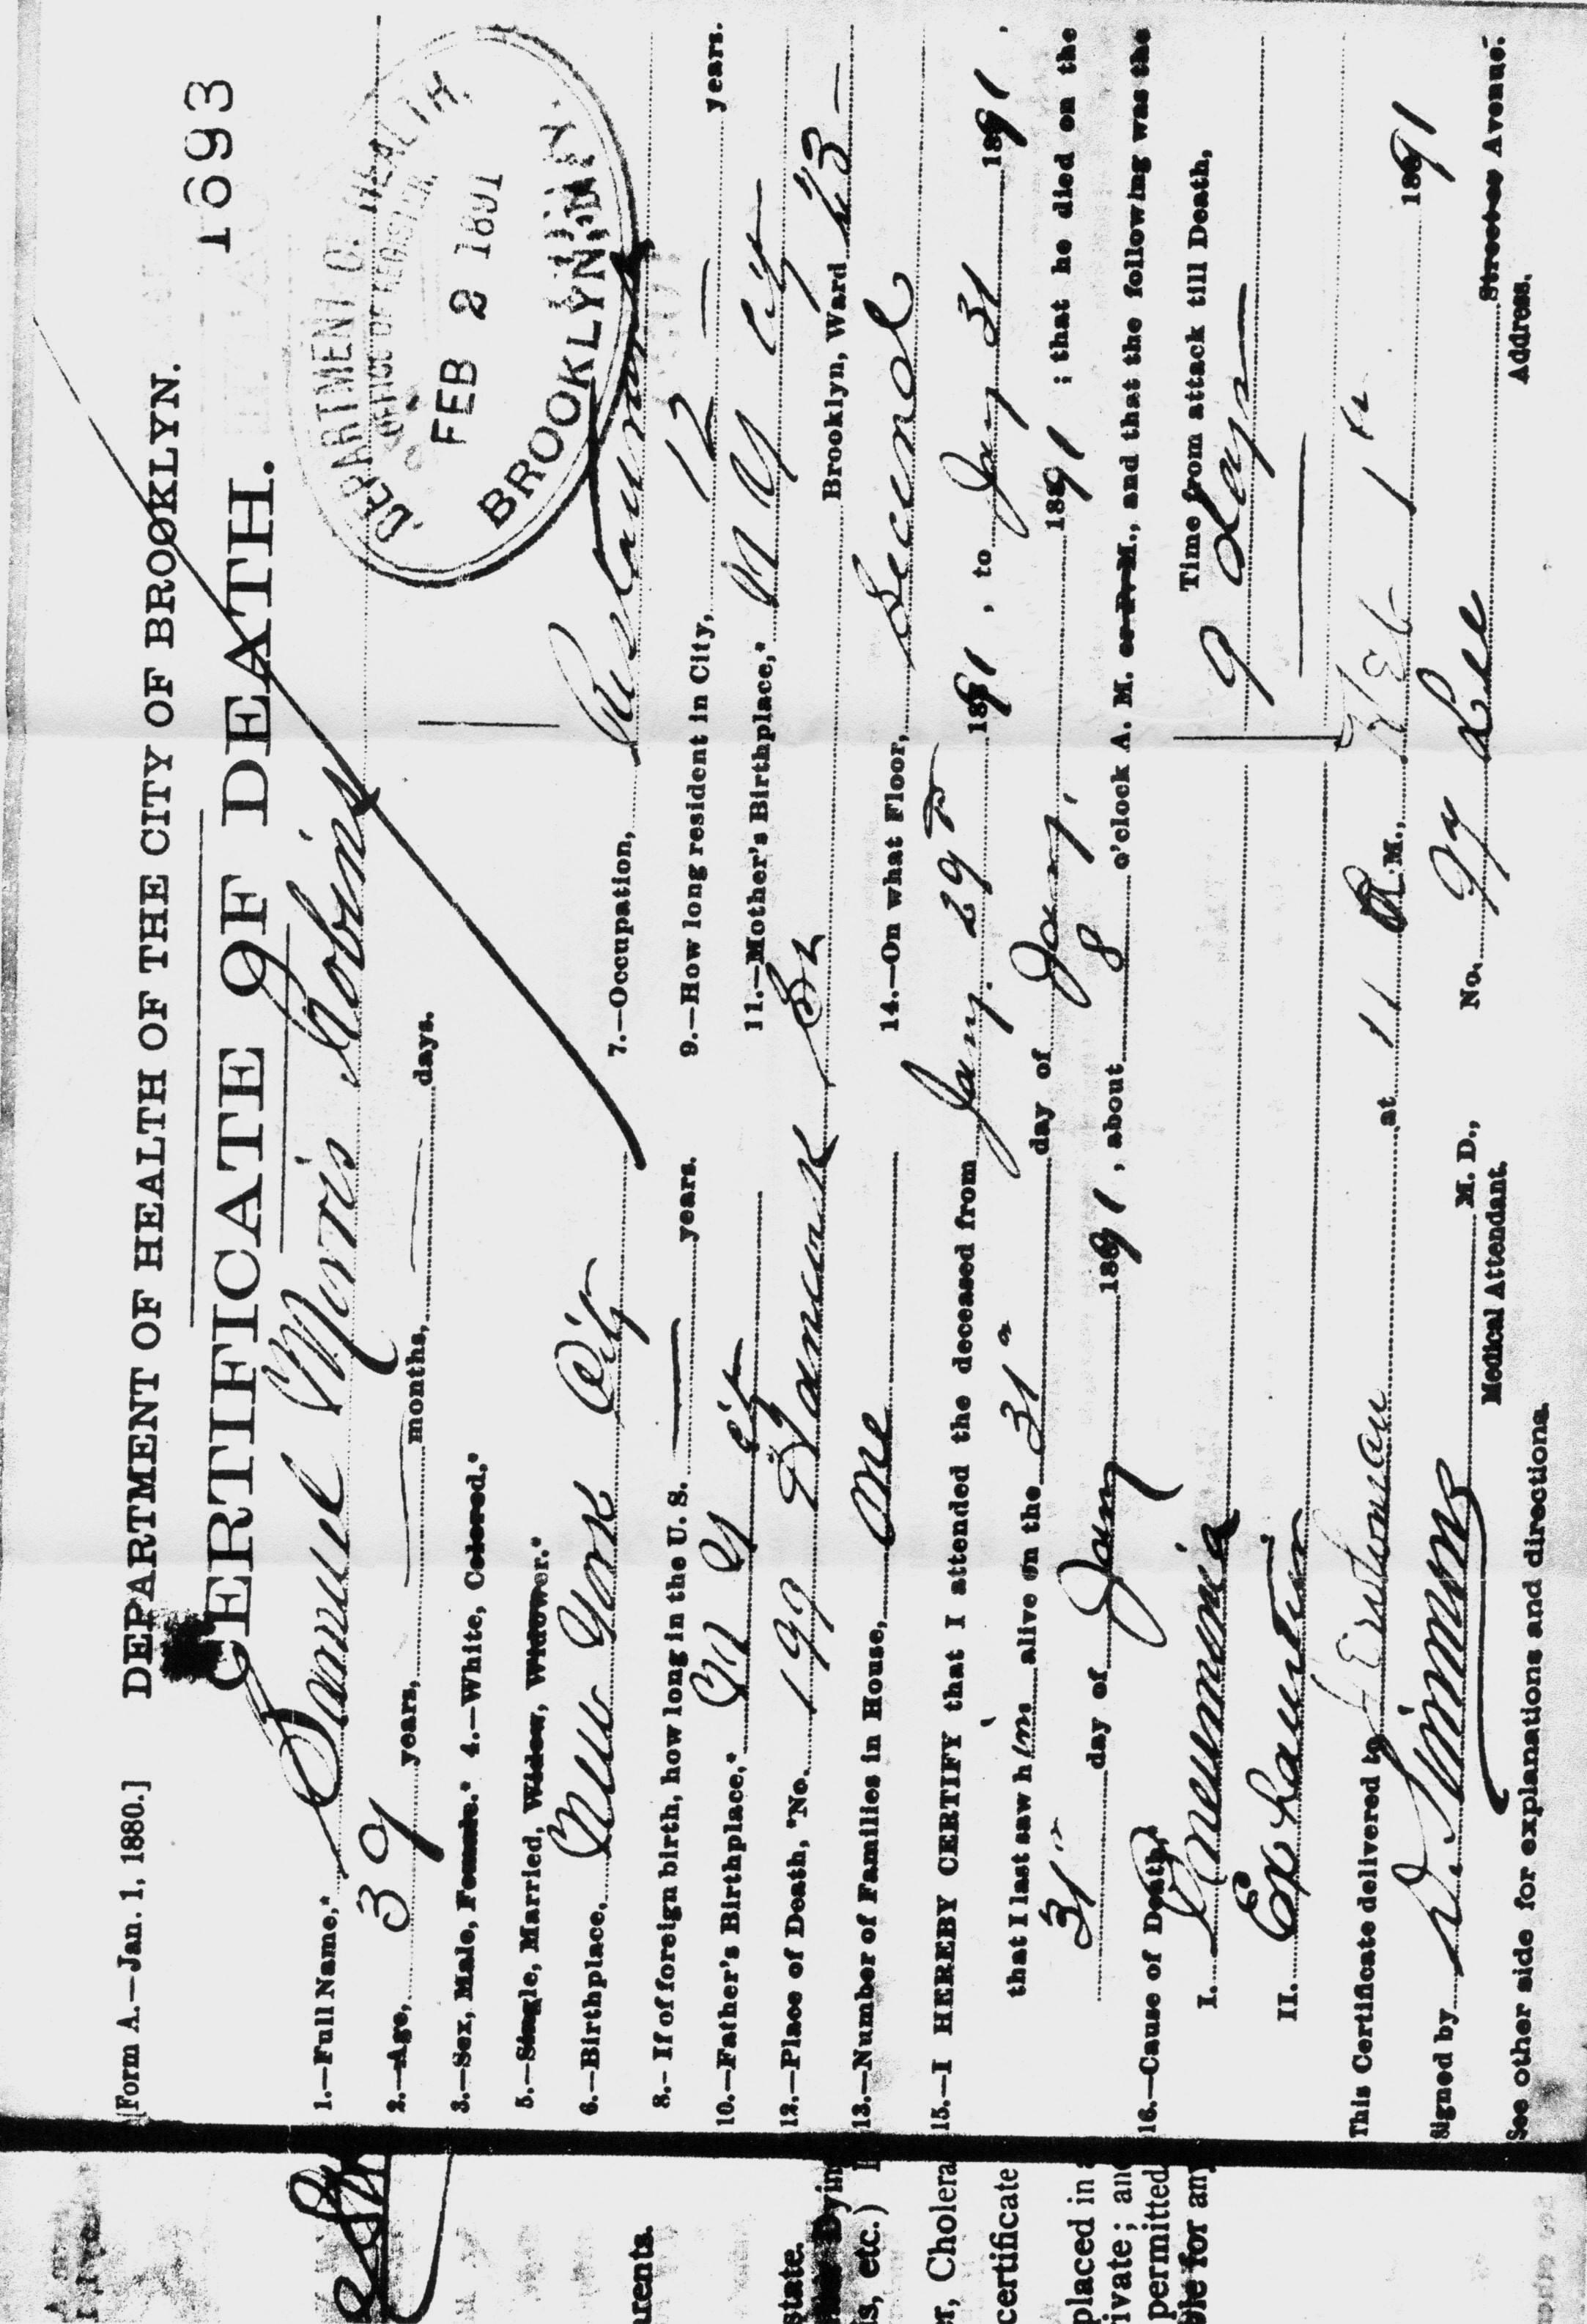 [Form A.—Jan. 1, 1880.] DEPARTMENT OF HEALTH OF THE CITY OF BROOKLYN.
1693
CERTIFICATE OF DEATH.
DEPARTMENT OF HEALTH
OFFICE OF REGISTRAR
FEB 2 1891
BROOKLYN, N.Y.
1.—Full Name,* Samuel Morris Robins
2.—Age, 39 years, — months, — days.
3.—Sex, Male, Female.* 4.—White, Colored.*
5.—Single, Married, Widow, Widower.*
6.—Birthplace, New York City 7.—Occupation,
8.—If of foreign birth, how long in the U. S. — years. 9.—How long resident in City, 12 — years.
10.—Father's Birthplace,* N Y City 11.—Mother's Birthplace,* N Y City
12.—Place of Death, *No. 199 Hancock St Brooklyn, Ward 23 —
13.—Number of Families in House, One 14.—On what Floor, Second
15.—I HEREBY CERTIFY that I attended the deceased from Jany. 29th 1891, to Jany 31 1891,
that I last saw him alive on the 31st day of Jany. 1891; that he died on the
31st day of Jany 1891, about 8 o'clock A. M. or P. M., and that the following was the
16.—Cause of Death, Time from attack till Death,
I. Pneumonia 9 days
II. Exhaustion
This Certificate delivered to at 11 A.M., Feb 1st 1891
Signed by D. Simmons M. D., No. 97 Lee Street or Avenue.
Medical Attendant. Address.
See other side for explanations and directions.
arents.
state.
Dying
s, etc.)
r, Cholera
certificate
placed in
ivate; and
permitted
ble for any